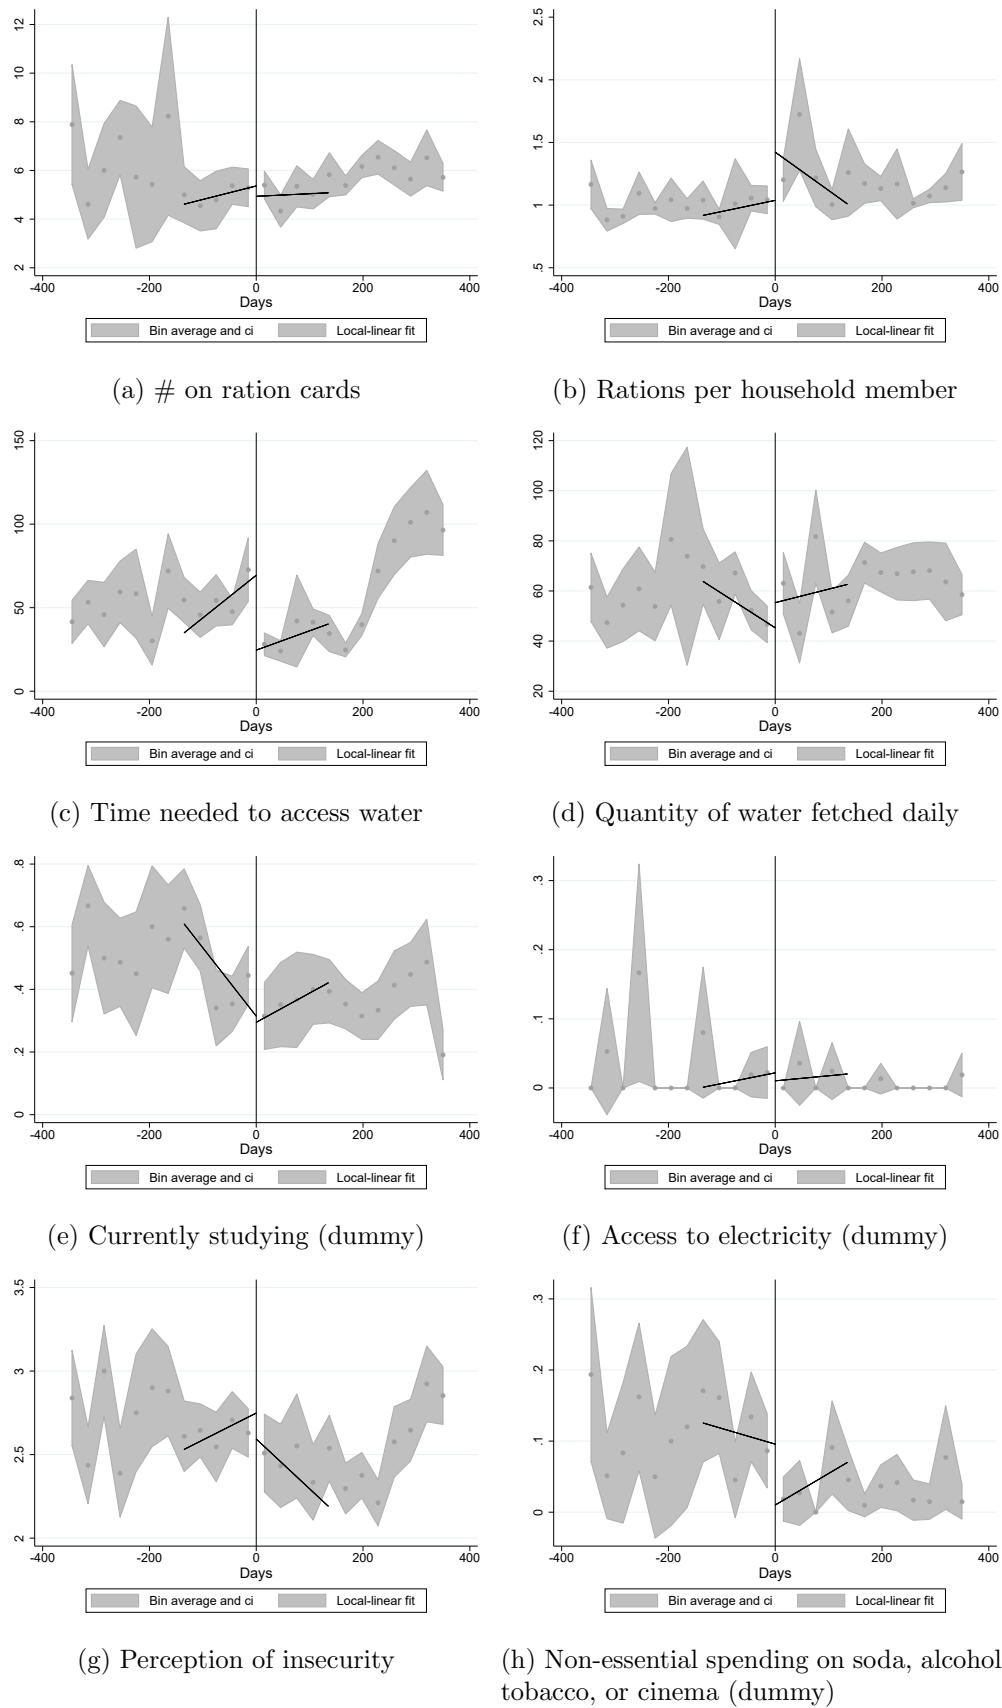 12
10
8
6
4
2
-400 -200 0 200 400
Days
Bin average and ci Local-linear fit
(a) # on ration cards
2.5
2
1.5
1
.5
-400 -200 0 200 400
Days
Bin average and ci Local-linear fit
(b) Rations per household member
150
100
50
0
-400 -200 0 200 400
Days
Bin average and ci Local-linear fit
(c) Time needed to access water
120
100
80
60
40
20
-400 -200 0 200 400
Days
Bin average and ci Local-linear fit
(d) Quantity of water fetched daily
.8
.6
.4
.2
0
-400 -200 0 200 400
Days
Bin average and ci Local-linear fit
(e) Currently studying (dummy)
.3
.2
.1
0
-400 -200 0 200 400
Days
Bin average and ci Local-linear fit
(f) Access to electricity (dummy)
3.5
3
2.5
2
-400 -200 0 200 400
Days
Bin average and ci Local-linear fit
(g) Perception of insecurity
.3
.2
.1
0
-400 -200 0 200 400
Days
Bin average and ci Local-linear fit
(h) Non-essential spending on soda, alcohol
tobacco, or cinema (dummy)